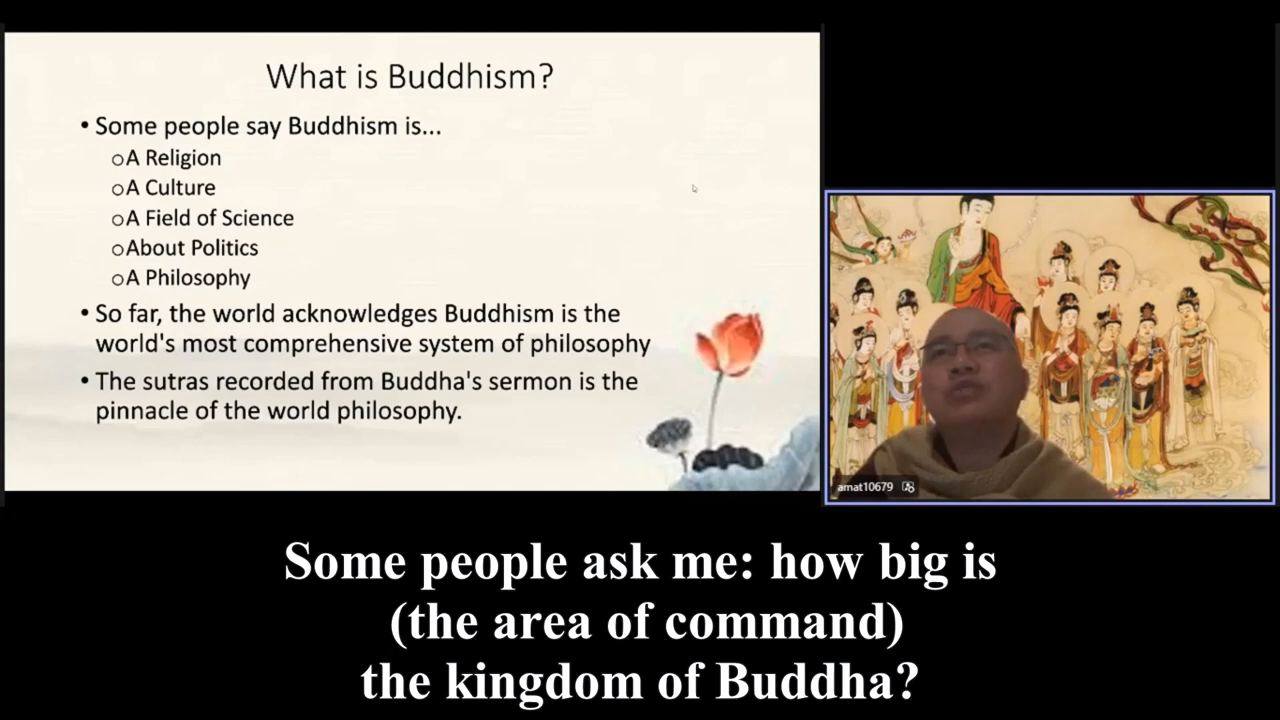 What is Buddhism?
• Some people say Buddhism is...
o A Religion
o A Culture
o A Field of Science
o About Politics
o A Philosophy
• So far, the world acknowledges Buddhism is the
world's most comprehensive system of philosophy
• The sutras recorded from Buddha's sermon is the
pinnacle of the world philosophy.
amat10679
Some people ask me: how big is
(the area of command)
the kingdom of Buddha?